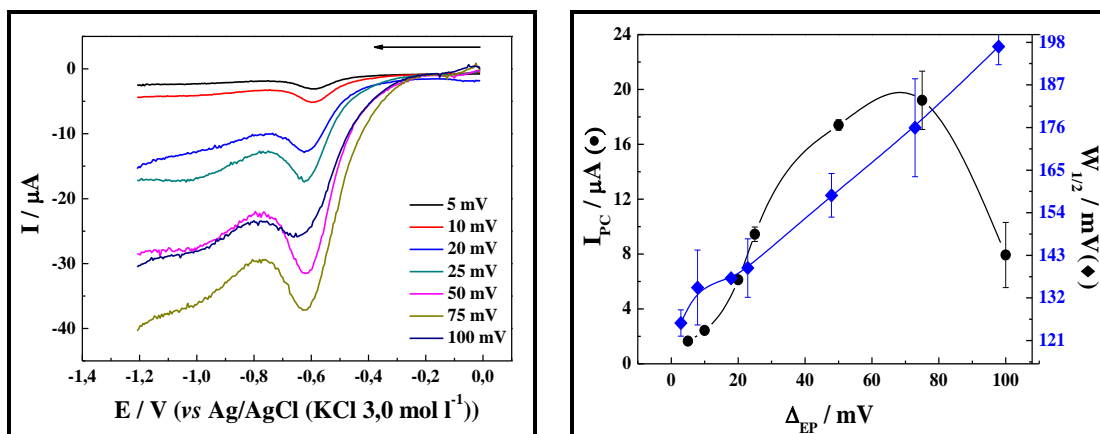 0
-10
-20
-30
-40
I / µA
5 mV
10 mV
20 mV
25 mV
50 mV
75 mV
100 mV
-1,4 -1,2 -1,0 -0,8 -0,6 -0,4 -0,2 0,0
E / V (vs Ag/AgCl (KCl 3,0 mol l⁻¹))
24
20
16
12
8
4
0
I_PC / µA (●)
198
187
176
165
154
143
132
121
W_1/2 / mV(◆)
0 20 40 60 80 100
Δ_EP / mV